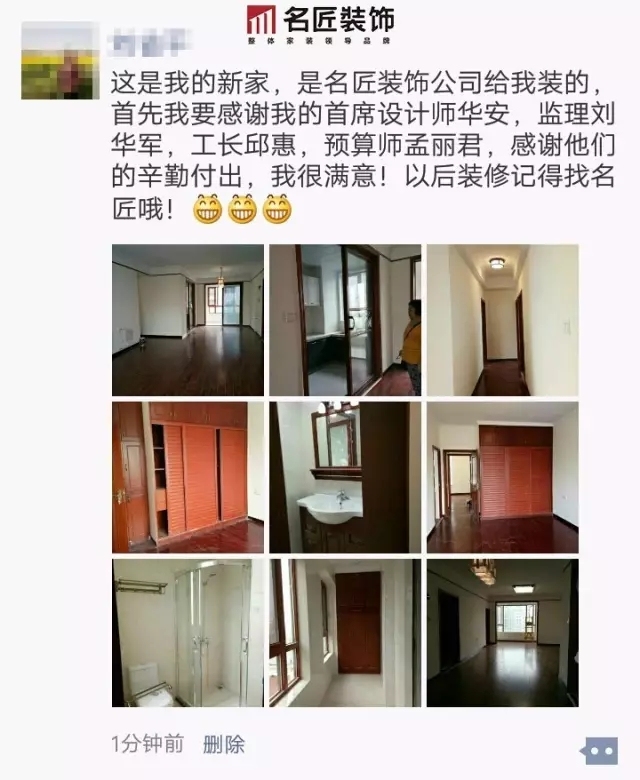 名匠装饰
整体家装领导品牌
这是我的新家，是名匠装饰公司给我装的，
首先我要感谢我的首席设计师华安，监理刘
华军，工长邱惠，预算师孟丽君，感谢他们
的辛勤付出，我很满意！以后装修记得找名
匠哦！😁😁😁
1分钟前 删除